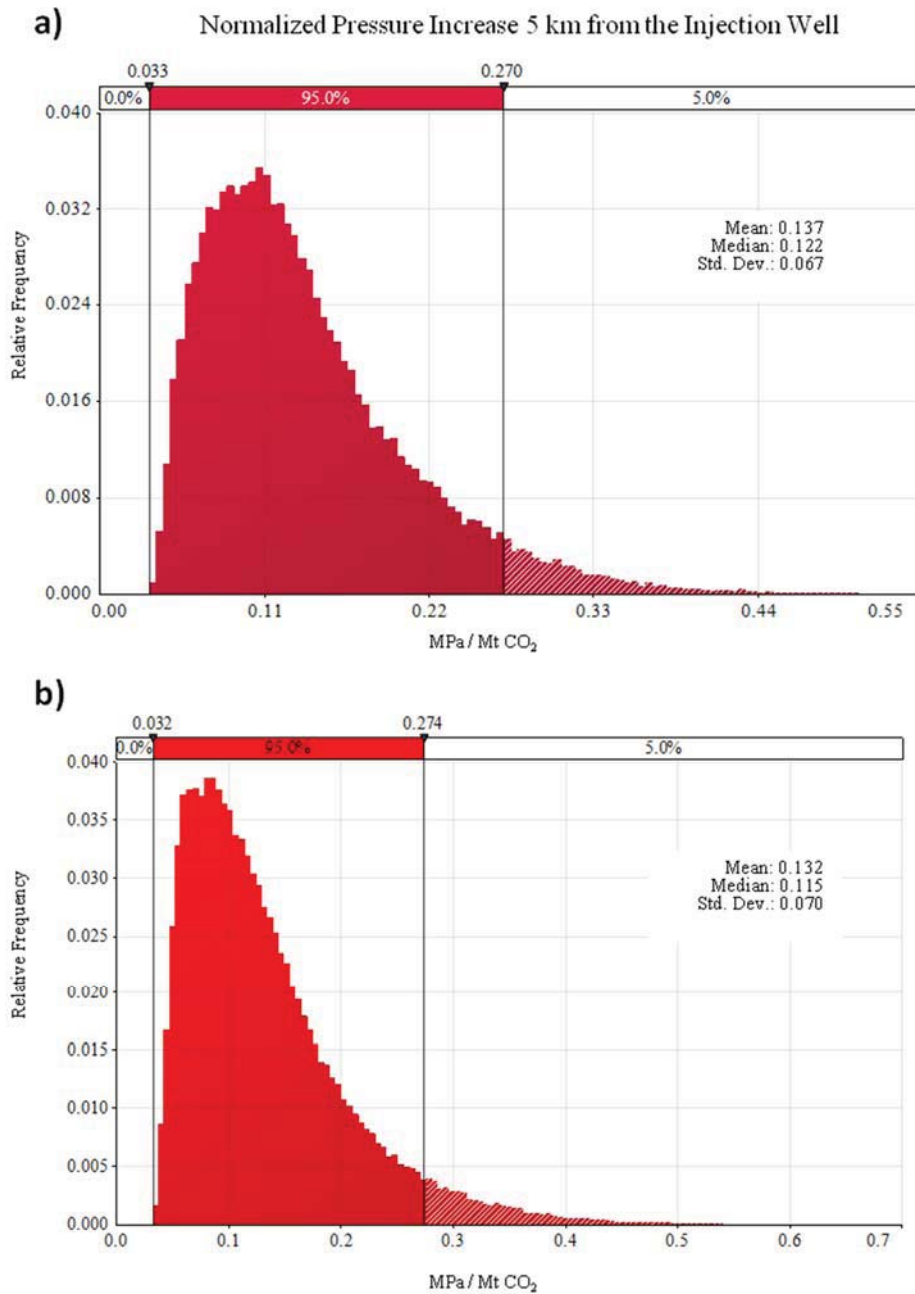 a) Normalized Pressure Increase 5 km from the Injection Well
0.033 0.270
0.0% 95.0% 5.0%
0.040
0.032
0.024
0.016
0.008
0.000
Relative Frequency
Mean: 0.137
Median: 0.122
Std. Dev.: 0.067
0.00 0.11 0.22 0.33 0.44 0.55
MPa / Mt CO₂
b)
0.032 0.274
0.0% 95.0% 5.0%
0.040
0.035
0.030
0.025
0.020
0.015
0.010
0.005
0.000
Relative Frequency
Mean: 0.132
Median: 0.115
Std. Dev.: 0.070
0.0 0.1 0.2 0.3 0.4 0.5 0.6 0.7
MPa / Mt CO₂